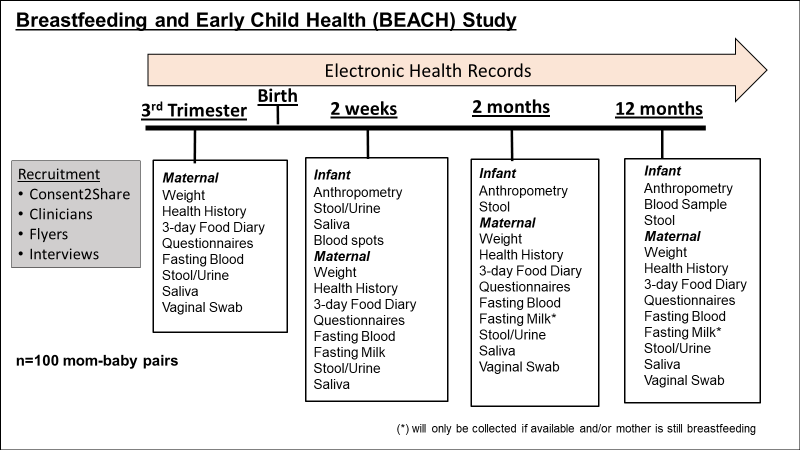 Breastfeeding and Early Child Health (BEACH) Study
Electronic Health Records
3rd Trimester
Birth
2 weeks
2 months
12 months
Recruitment
• Consent2Share
• Clinicians
• Flyers
• Interviews
Maternal
Weight
Health History
3-day Food Diary
Questionnaires
Fasting Blood
Stool/Urine
Saliva
Vaginal Swab
Infant
Anthropometry
Stool/Urine
Saliva
Blood spots
Maternal
Weight
Health History
3-day Food Diary
Questionnaires
Fasting Blood
Fasting Milk
Stool/Urine
Saliva
Infant
Anthropometry
Stool
Maternal
Weight
Health History
3-day Food Diary
Questionnaires
Fasting Blood
Fasting Milk*
Stool/Urine
Saliva
Vaginal Swab
Infant
Anthropometry
Blood Sample
Stool
Maternal
Weight
Health History
3-day Food Diary
Questionnaires
Fasting Blood
Fasting Milk*
Stool/Urine
Saliva
Vaginal Swab
n=100 mom-baby pairs
(*) will only be collected if available and/or mother is still breastfeeding